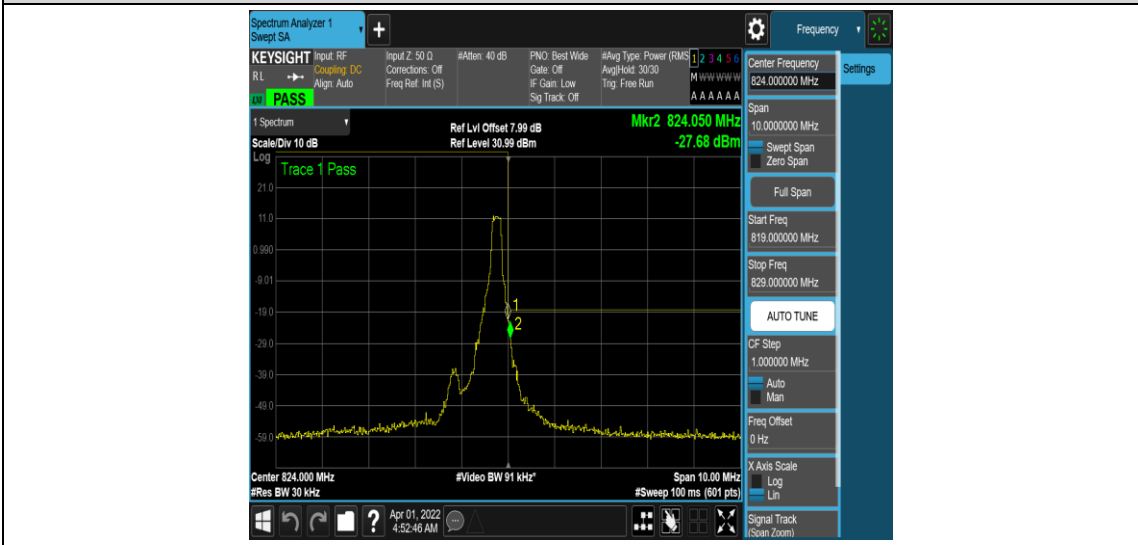 Spectrum Analyzer 1
Swept SA
+
Frequency
KEYSIGHT
Input: RF
Coupling: DC
Align: Auto
Input Z: 50 Ω
Corrections: Off
Freq Ref: Int (S)
#Atten: 40 dB
PNO: Best Wide
Gate: Off
IF Gain: Low
Sig Track: Off
#Avg Type: Power (RMS
Avg|Hold: 30/30
Trig: Free Run
1 2 3 4 5 6
M W W W W W
A A A A A A
R L
PASS
Center Frequency
824.000000 MHz
Settings
Span
10.0000000 MHz
Swept Span
Zero Span
Full Span
Start Freq
819.000000 MHz
Stop Freq
829.000000 MHz
AUTO TUNE
CF Step
1.000000 MHz
Auto
Man
Freq Offset
0 Hz
X Axis Scale
Log
Lin
Signal Track
(Span Zoom)
1 Spectrum
Scale/Div 10 dB
Ref Lvl Offset 7.99 dB
Ref Level 30.99 dBm
Mkr2 824.050 MHz
-27.68 dBm
Log
Trace 1 Pass
21.0
11.0
0.990
-9.01
-19.0
-29.0
-39.0
-49.0
-59.0
1
2
Center 824.000 MHz
#Res BW 30 kHz
#Video BW 91 kHz*
Span 10.00 MHz
#Sweep 100 ms (601 pts)
?
Apr 01, 2022
4:52:46 AM